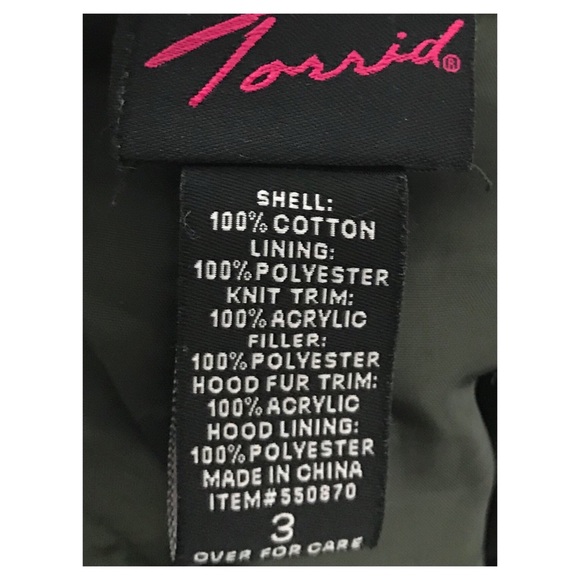 Torrid®
SHELL:
100% COTTON
LINING:
100% POLYESTER
KNIT TRIM:
100% ACRYLIC
FILLER:
100% POLYESTER
HOOD FUR TRIM:
100% ACRYLIC
HOOD LINING:
100% POLYESTER
MADE IN CHINA
ITEM#550870
3
OVER FOR CARE